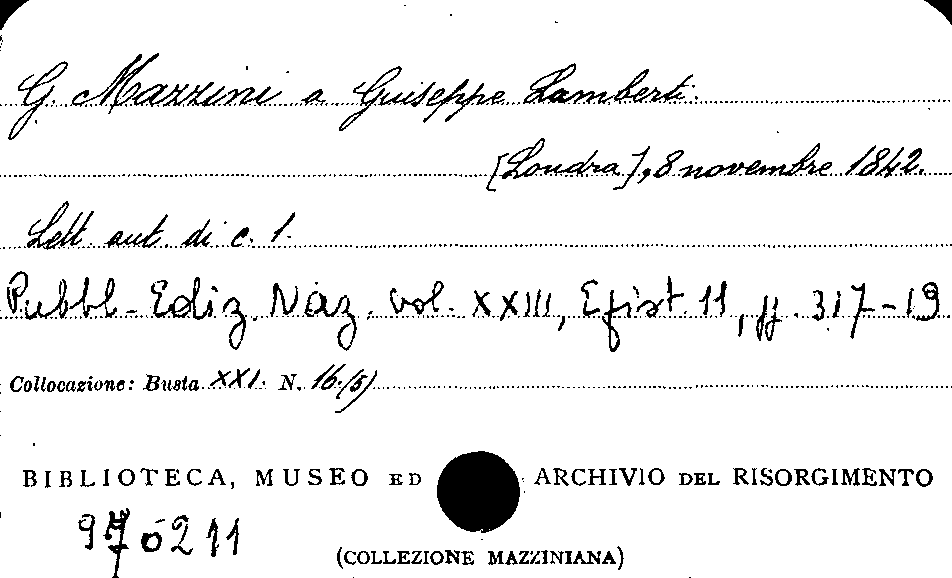 G. Mazzini a Giuseppe Lamberti.
[Londra], 8 novembre 1842.
Lett. aut. di c. 1.
Pubbl. Ediz. Naz. vol. XXIII, Epist. 11, pp. 317-19.
Collocazione: Busta XXI. N. 16.(5)
BIBLIOTECA, MUSEO ED ARCHIVIO DEL RISORGIMENTO
970211
(COLLEZIONE MAZZINIANA)